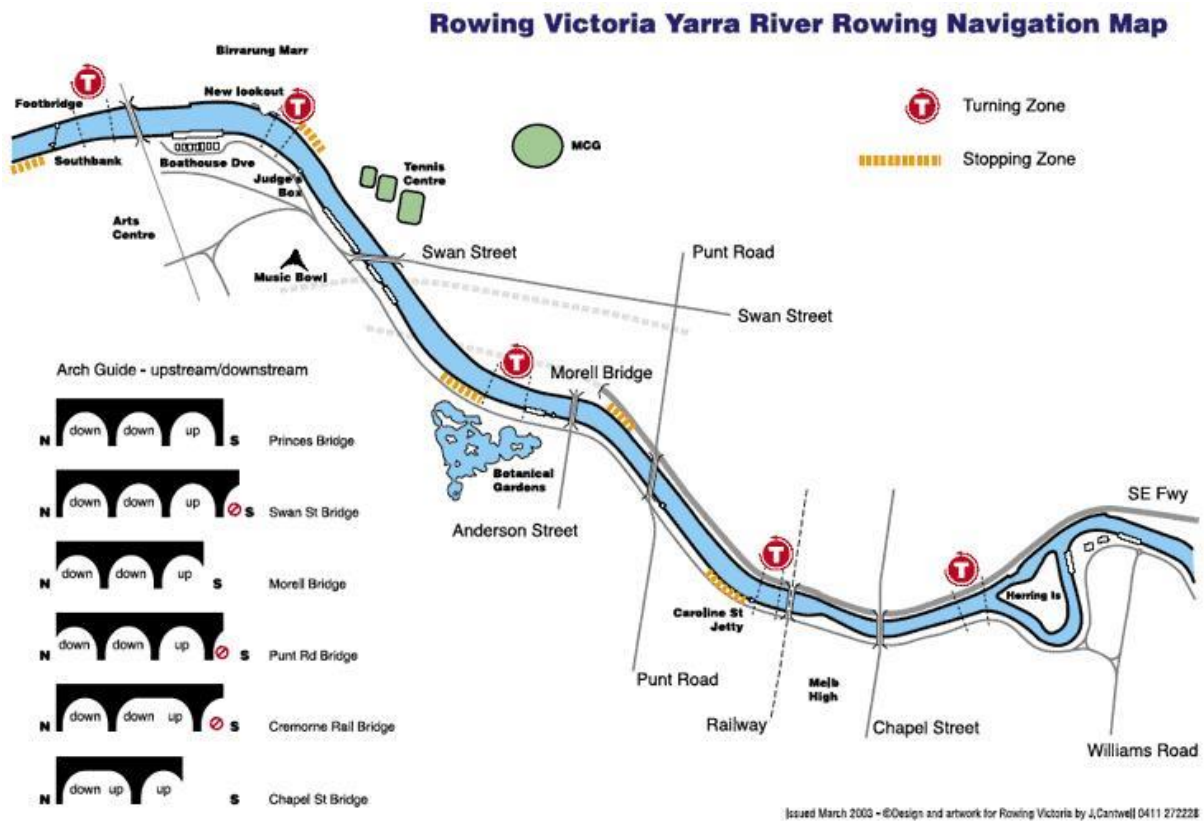 Rowing Victoria Yarra River Rowing Navigation Map
Birrarung Marr
T
Footbridge
New lookout
T
T
Turning Zone
Stopping Zone
Southbank
Boathouse Dve
Judge's
Box
Tennis
Centre
MCG
Arts
Centre
Music Bowl
Swan Street
Punt Road
Swan Street
T
Morell Bridge
Botanical
Gardens
Anderson Street
SE Fwy
T
T
Caroline St
Jetty
Herring Is
Punt Road
Melb
High
Railway
Chapel Street
Williams Road
Arch Guide - upstream/downstream
N down down up S Princes Bridge
N down down up S Swan St Bridge
N down down up S Morell Bridge
N down down up S Punt Rd Bridge
N down down up S Cremorne Rail Bridge
N down up up S Chapel St Bridge
Issued March 2003 - ©Design and artwork for Rowing Victoria by J.Cantwell 0411 272228